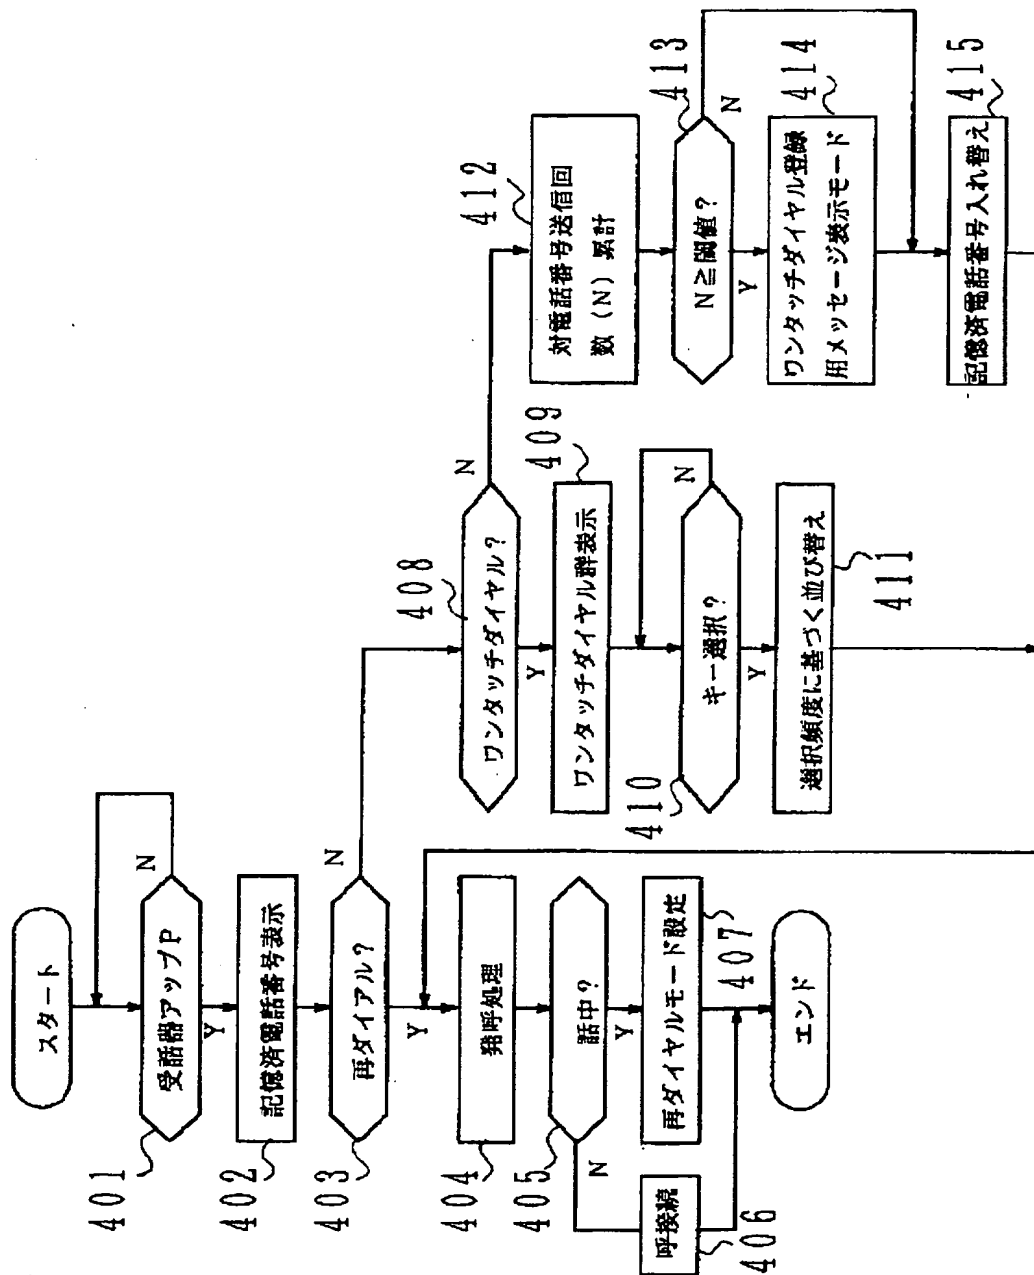 スタート
受話器アップP
N
401
Y
記憶済電話番号表示
402
再ダイアル?
N
403
Y
発呼処理
404
話中?
405
N
Y
呼接続
406
再ダイヤルモード設定
407
エンド
ワンタッチダイヤル?
408
N
Y
ワンタッチダイヤル群表示
409
キー選択?
410
N
Y
選択頻度に基づく並び替え
411
対電話番号送信回
数(N)累計
412
N≧閾値?
413
N
Y
ワンタッチダイヤル登録
用メッセージ表示モード
414
記憶済電話番号入れ替え
415